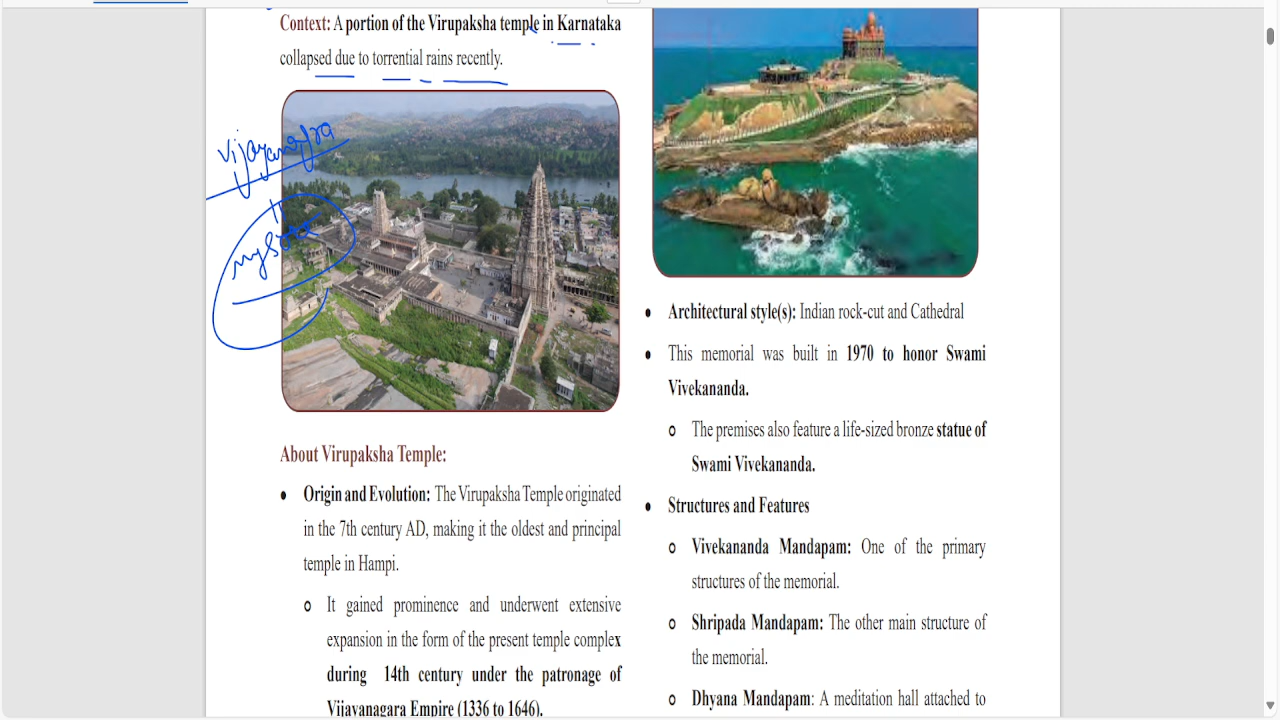 Context: A portion of the Virupaksha temple in Karnataka
collapsed due to torrential rains recently.
Vijayanagra
mysore
About Virupaksha Temple:
• Origin and Evolution: The Virupaksha Temple originated
in the 7th century AD, making it the oldest and principal
temple in Hampi.
o It gained prominence and underwent extensive
expansion in the form of the present temple complex
during 14th century under the patronage of
Vijayanagara Empire (1336 to 1646).
• Architectural style(s): Indian rock-cut and Cathedral
• This memorial was built in 1970 to honor Swami
Vivekananda.
o The premises also feature a life-sized bronze statue of
Swami Vivekananda.
• Structures and Features
o Vivekananda Mandapam: One of the primary
structures of the memorial.
o Shripada Mandapam: The other main structure of
the memorial.
o Dhyana Mandapam: A meditation hall attached to